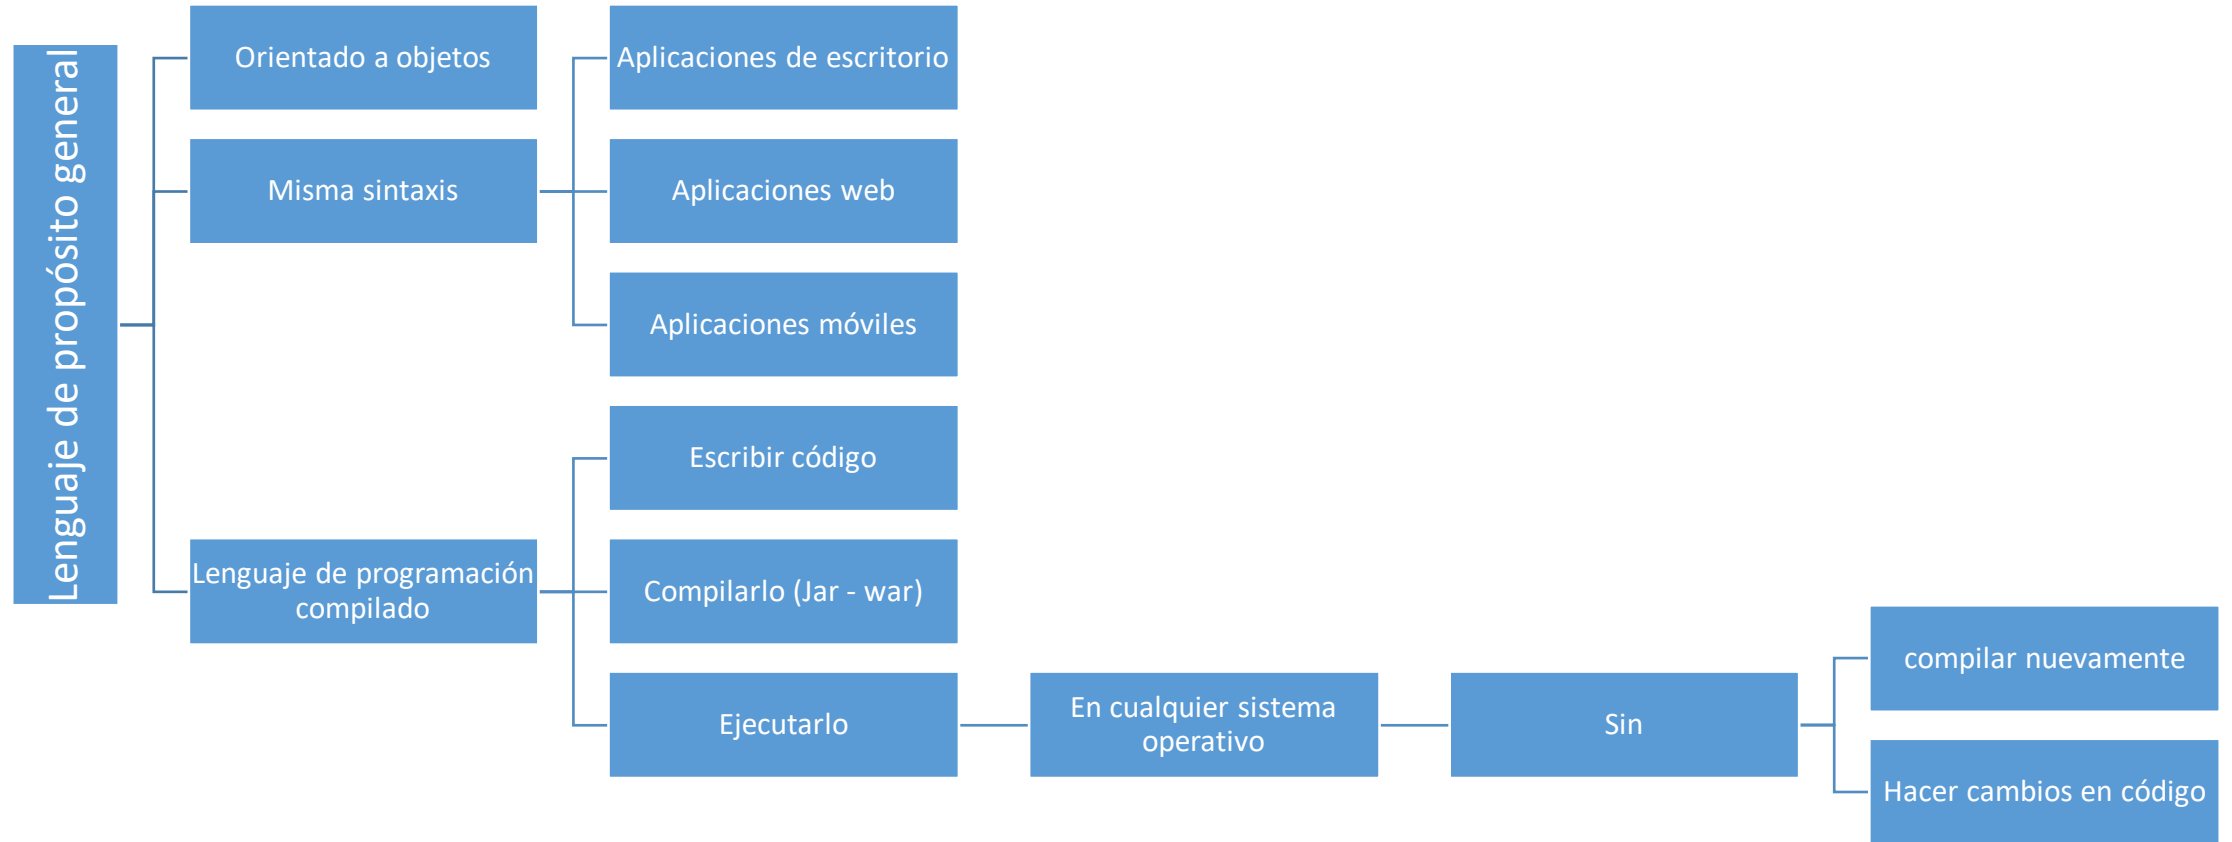 Lenguaje de propósito general
Orientado a objetos
Misma sintaxis
Aplicaciones de escritorio
Aplicaciones web
Aplicaciones móviles
Lenguaje de programación
compilado
Escribir código
Compilarlo (Jar - war)
Ejecutarlo
En cualquier sistema
operativo
Sin
compilar nuevamente
Hacer cambios en código